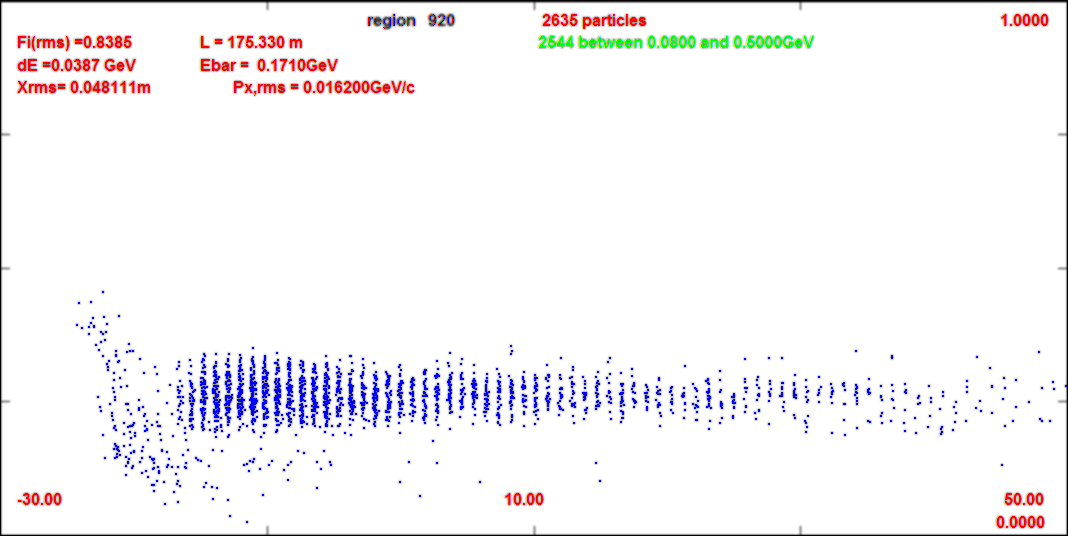 region 920 2635 particles 1.0000
Fi(rms) =0.8385 L = 175.330 m 2544 between 0.0800 and 0.5000GeV
dE =0.0387 GeV Ebar = 0.1710GeV
Xrms= 0.048111m Px,rms = 0.016200GeV/c
-30.00 10.00 50.00
0.0000